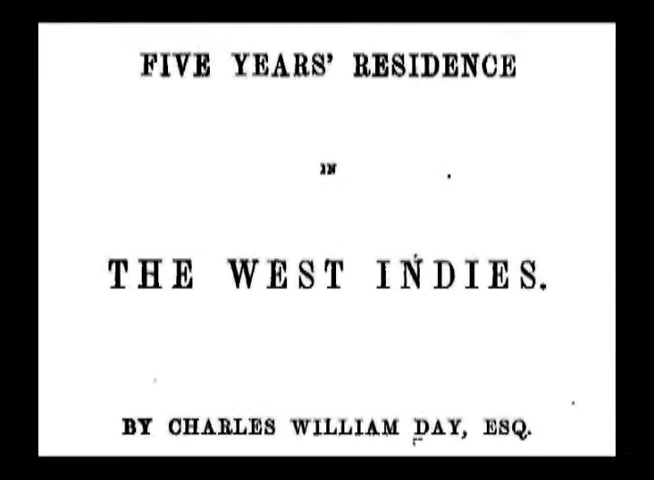 FIVE YEARS' RESIDENCE
IN
THE WEST INDIES.
BY CHARLES WILLIAM DAY, ESQ.